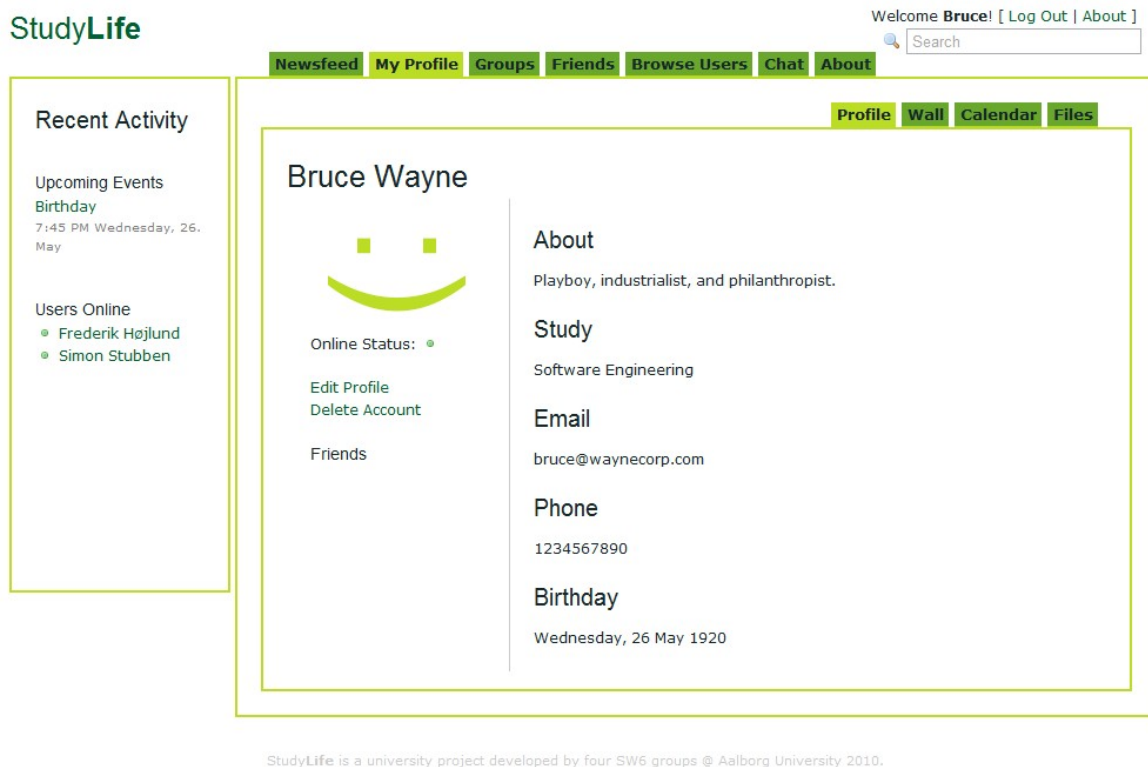 StudyLife
Welcome Bruce! [ Log Out | About ]
Search
Newsfeed My Profile Groups Friends Browse Users Chat About
Recent Activity
Upcoming Events
Birthday
7:45 PM Wednesday, 26.
May
Users Online
Frederik Højlund
Simon Stubben
Profile Wall Calendar Files
Bruce Wayne
Online Status:
Edit Profile
Delete Account
Friends
About
Playboy, industrialist, and philanthropist.
Study
Software Engineering
Email
bruce@waynecorp.com
Phone
1234567890
Birthday
Wednesday, 26 May 1920
StudyLife is a university project developed by four SW6 groups @ Aalborg University 2010.